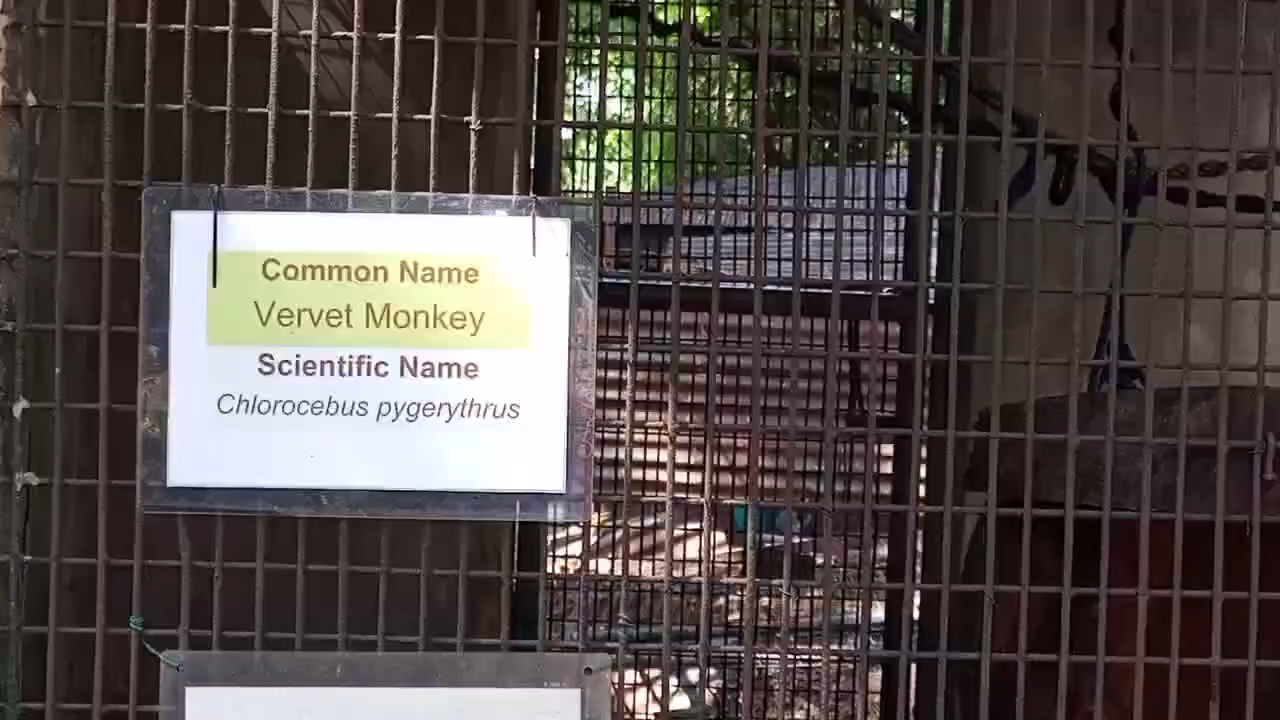 Common Name
Vervet Monkey
Scientific Name
Chlorocebus pygerythrus